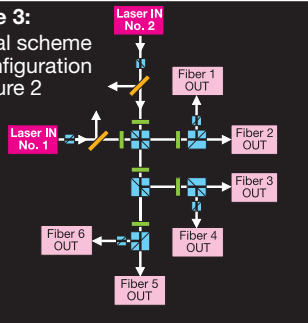 e 3:
al scheme
nfiguration
ure 2
Laser IN
No. 2
Fiber 1
OUT
Laser IN
No. 1
Fiber 2
OUT
Fiber 3
OUT
Fiber 6
OUT
Fiber 4
OUT
Fiber 5
OUT